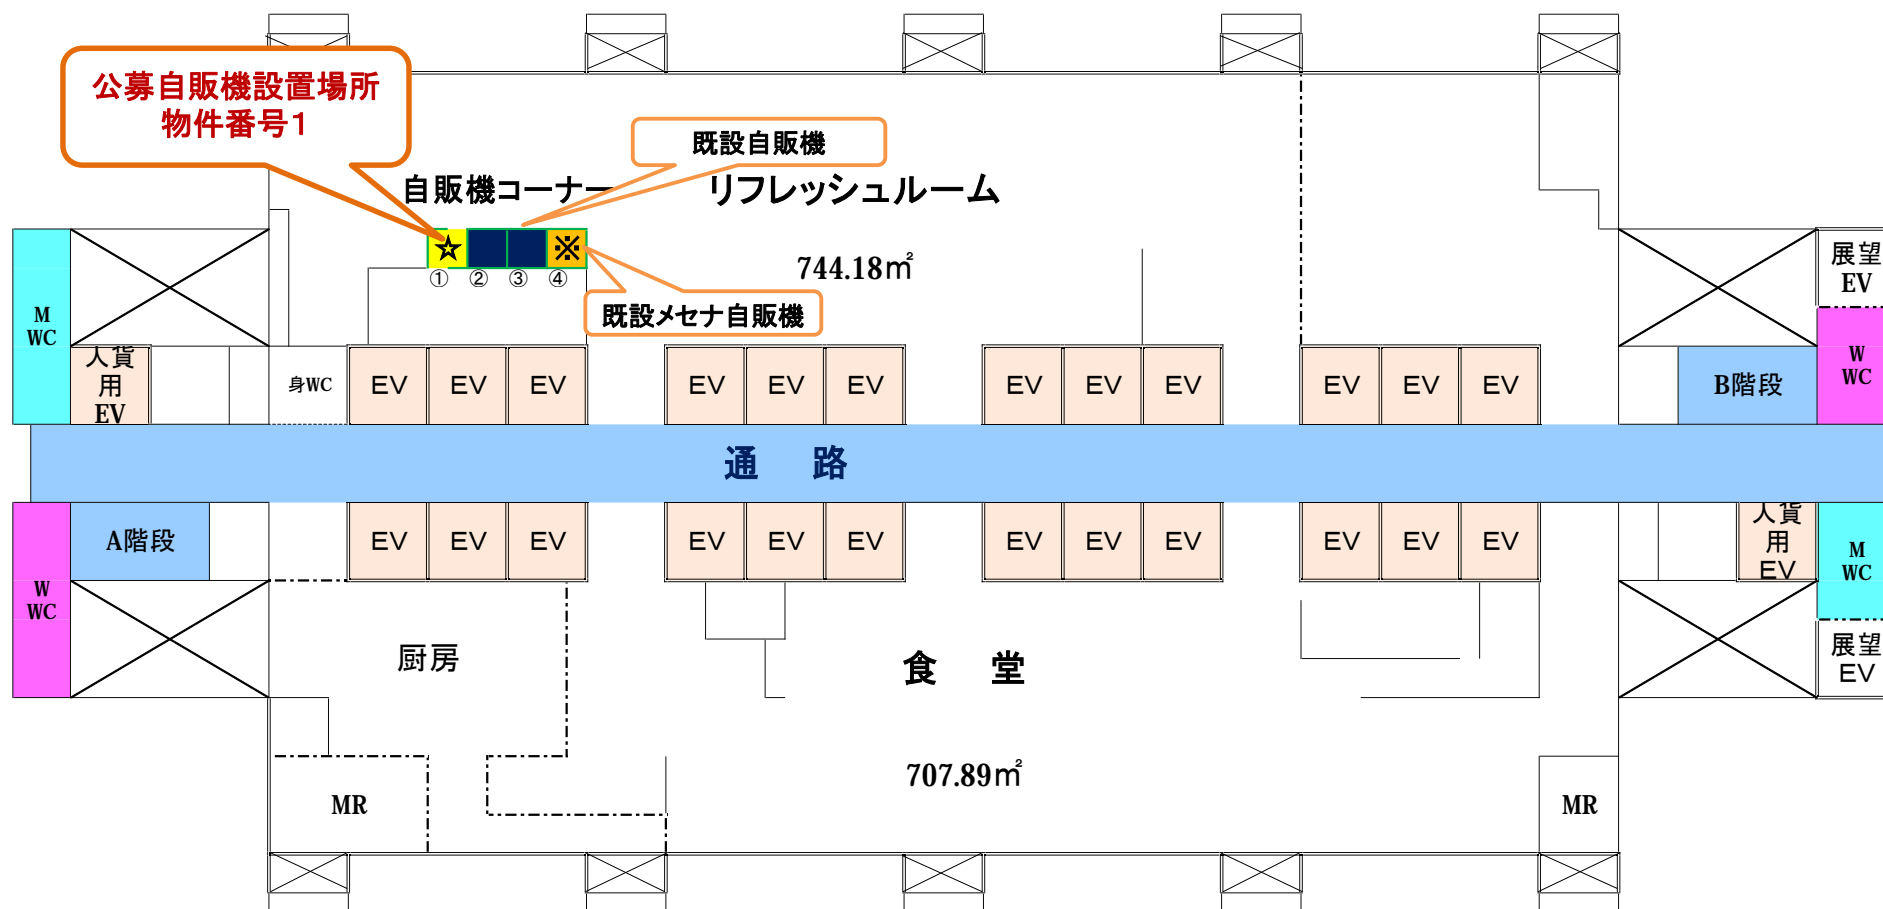 公募自販機設置場所
物件番号1
既設自販機
自販機コーナー
リフレッシュルーム
☆
※
① ② ③ ④
744.18㎡
既設メセナ自販機
展望
EV
M
WC
W
WC
人貨
用
EV
身WC
EV EV EV EV EV EV EV EV EV EV EV EV
B階段
通 路
A階段
EV EV EV EV EV EV EV EV EV EV EV EV
人貨
用
EV
M
WC
W
WC
厨房
食 堂
展望
EV
707.89㎡
MR
MR